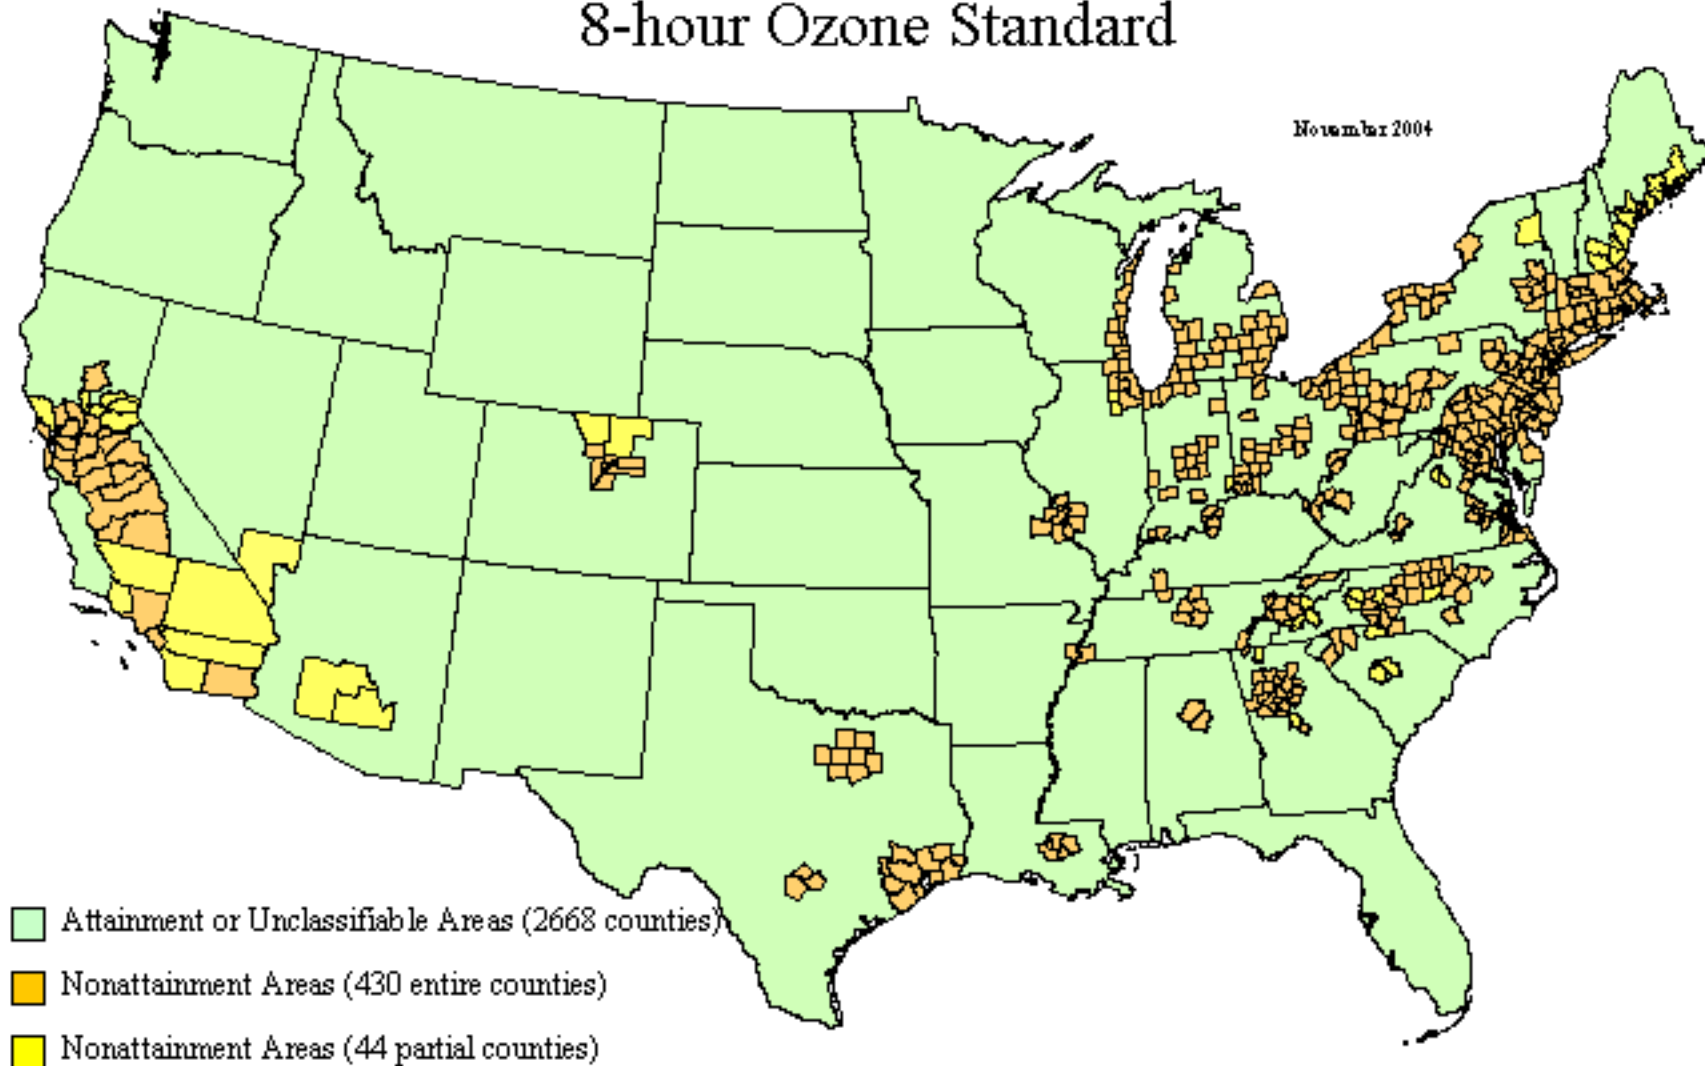 8-hour Ozone Standard
November 2004
Attainment or Unclassifiable Areas (2668 counties)
Nonattainment Areas (430 entire counties)
Nonattainment Areas (44 partial counties)